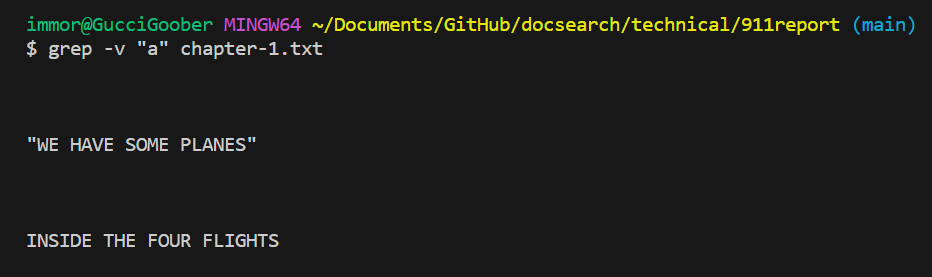 immor@GucciGoober MINGW64 ~/Documents/GitHub/docsearch/technical/911report (main)
$ grep -v "a" chapter-1.txt
"WE HAVE SOME PLANES"
INSIDE THE FOUR FLIGHTS